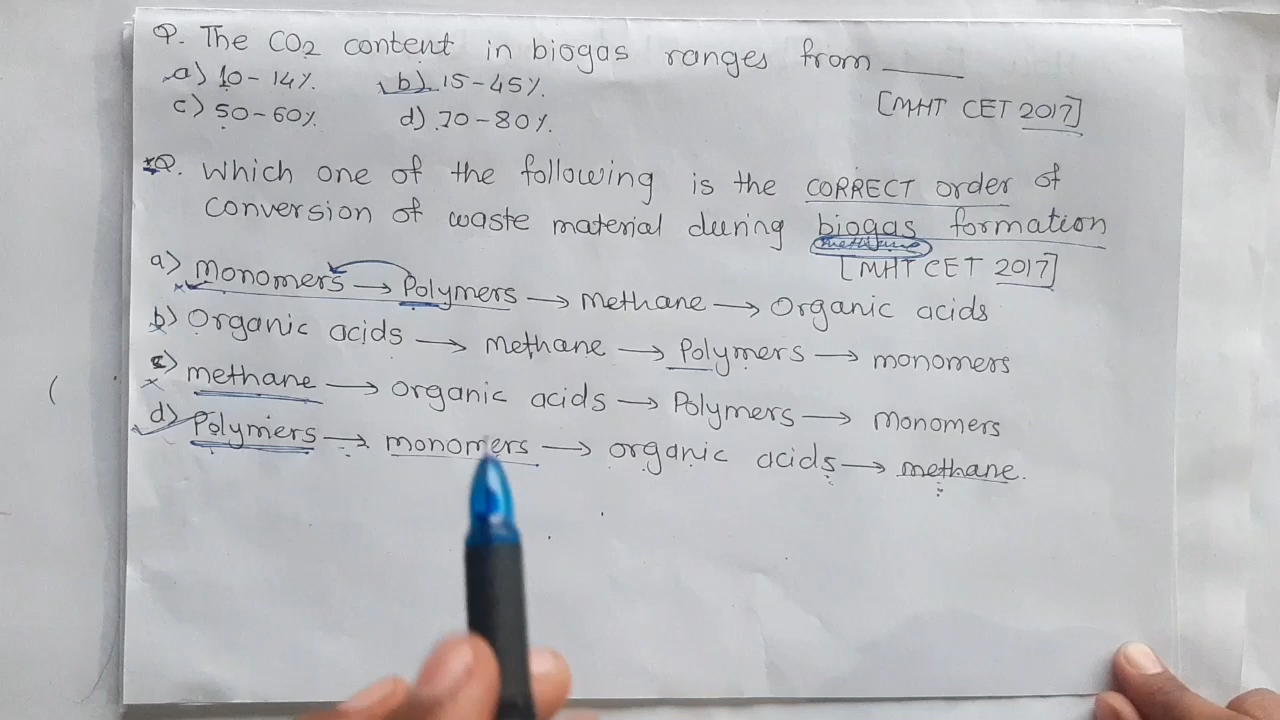 Q. The CO2 content in biogas ranges from ____
a) 10-14%. b) 15-45%.
c) 50-60%. d) 70-80%.
[MHT CET 2017]
*Q. Which one of the following is the CORRECT order of
conversion of waste material during biogas formation
methane
[MHT CET 2017]
a) monomers → Polymers → methane → Organic acids
b) Organic acids → methane → Polymers → monomers
c) methane → organic acids → Polymers → monomers
d) Polymers → monomers → organic acids → methane.